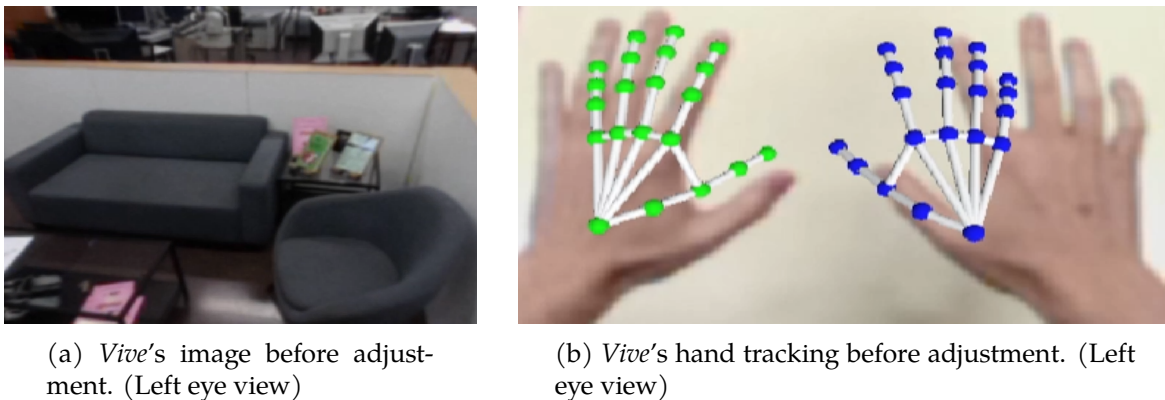 (a) Vive's image before adjust-
ment. (Left eye view)
(b) Vive's hand tracking before adjustment. (Left
eye view)